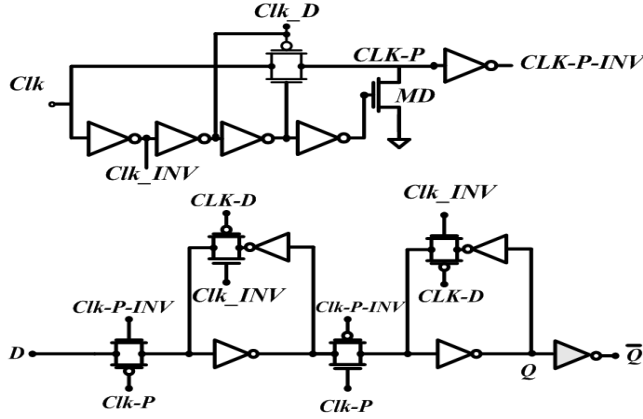 Clk_D
CLK-P
CLK-P-INV
Clk
MD
Clk_INV
CLK-D
Clk_INV
Clk_INV
CLK-D
Clk-P-INV
Clk-P-INV
D
Q
Q
Clk-P
Clk-P